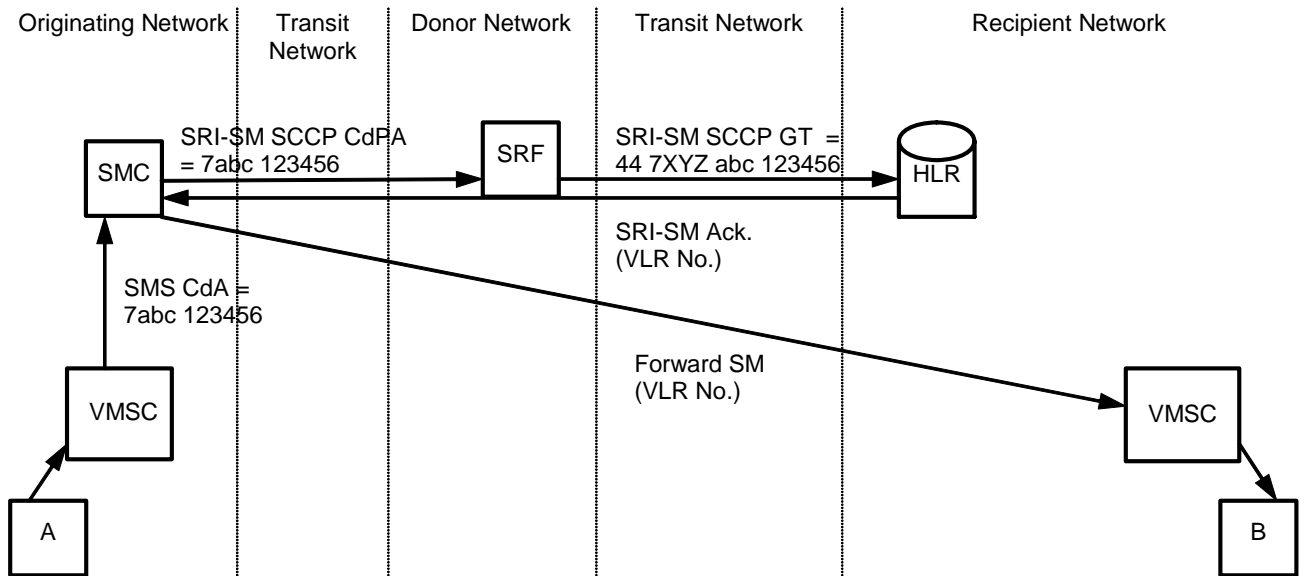 Originating Network
Transit
Network
Donor Network
Transit Network
Recipient Network
SRI-SM SCCP CdPA
= 7abc 123456
SRF
SRI-SM SCCP GT =
44 7XYZ abc 123456
SMC
HLR
SRI-SM Ack.
(VLR No.)
SMS CdA =
7abc 123456
Forward SM
(VLR No.)
VMSC
VMSC
A
B